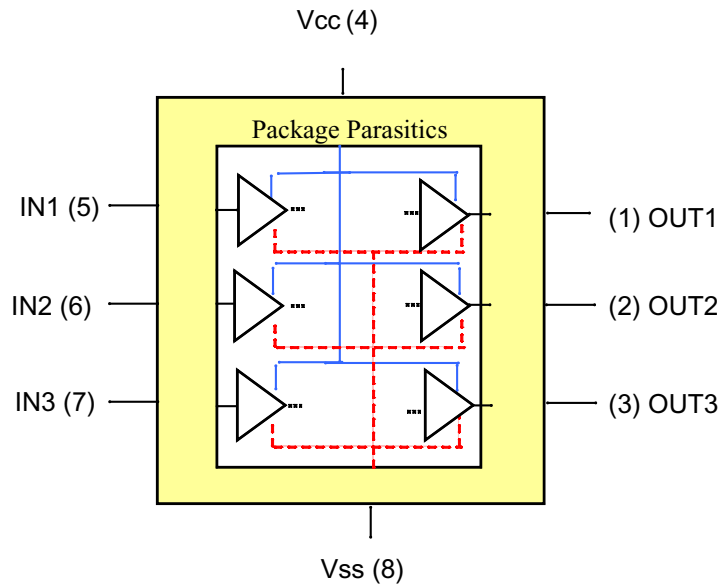 Vcc (4)
Package Parasitics
IN1 (5)
(1) OUT1
IN2 (6)
(2) OUT2
IN3 (7)
(3) OUT3
Vss (8)